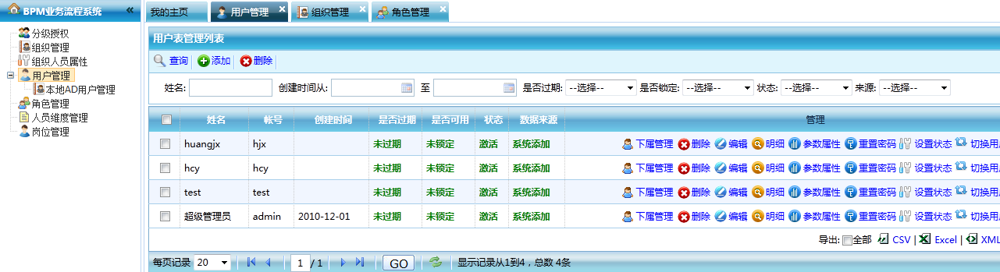 BPM业务流程系统 «
我的主页 用户管理 组织管理 角色管理
分级授权
组织管理
组织人员属性
用户管理
本地AD用户管理
角色管理
人员维度管理
岗位管理
用户表管理列表
查询 添加 删除
姓名: 创建时间从: 至 是否过期: --选择-- 是否锁定: --选择-- 状态: --选择-- 来源: --选择--
姓名 帐号 创建时间 是否过期 是否可用 状态 数据来源 管理
huangjx hjx 未过期 未锁定 激活 系统添加 下属管理 删除 编辑 明细 参数属性 重置密码 设置状态 切换用
hcy hcy 未过期 未锁定 激活 系统添加 下属管理 删除 编辑 明细 参数属性 重置密码 设置状态 切换用
test test 未过期 未锁定 激活 系统添加 下属管理 删除 编辑 明细 参数属性 重置密码 设置状态 切换用
超级管理员 admin 2010-12-01 未过期 未锁定 激活 系统添加 下属管理 删除 编辑 明细 参数属性 重置密码 设置状态 切换用
导出: 全部 CSV | Excel | XML
每页记录 20 1 / 1 GO 显示记录从1到4，总数 4条